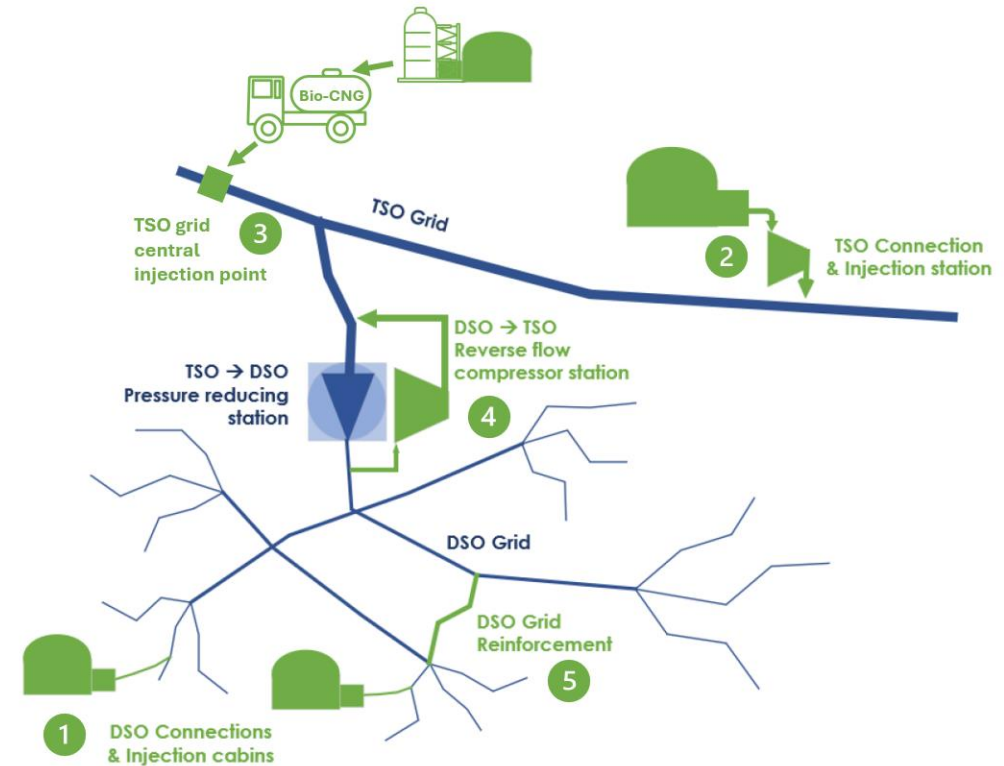 Bio-CNG
TSO Grid
TSO grid
central
injection point
3
2
TSO Connection
& Injection station
DSO → TSO
Reverse flow
compressor station
4
TSO → DSO
Pressure reducing
station
DSO Grid
DSO Grid
Reinforcement
5
1
DSO Connections
& Injection cabins